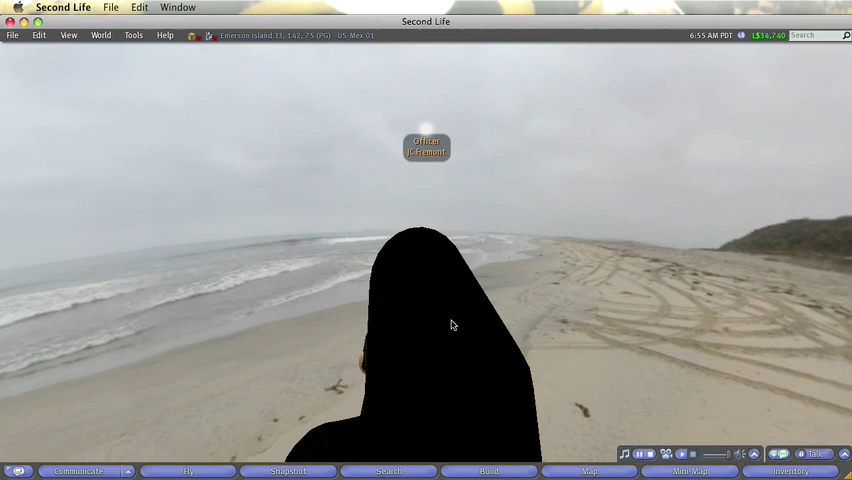 Second Life File Edit Window
Second Life
File Edit View World Tools Help Emerson Island 33, 142, 75 (PG) - US-Mex 01 6:55 AM PDT L$34,740 Search
Officer
JC Fremont
Talk
Communicate Fly Snapshot Search Build Map Mini-Map Inventory